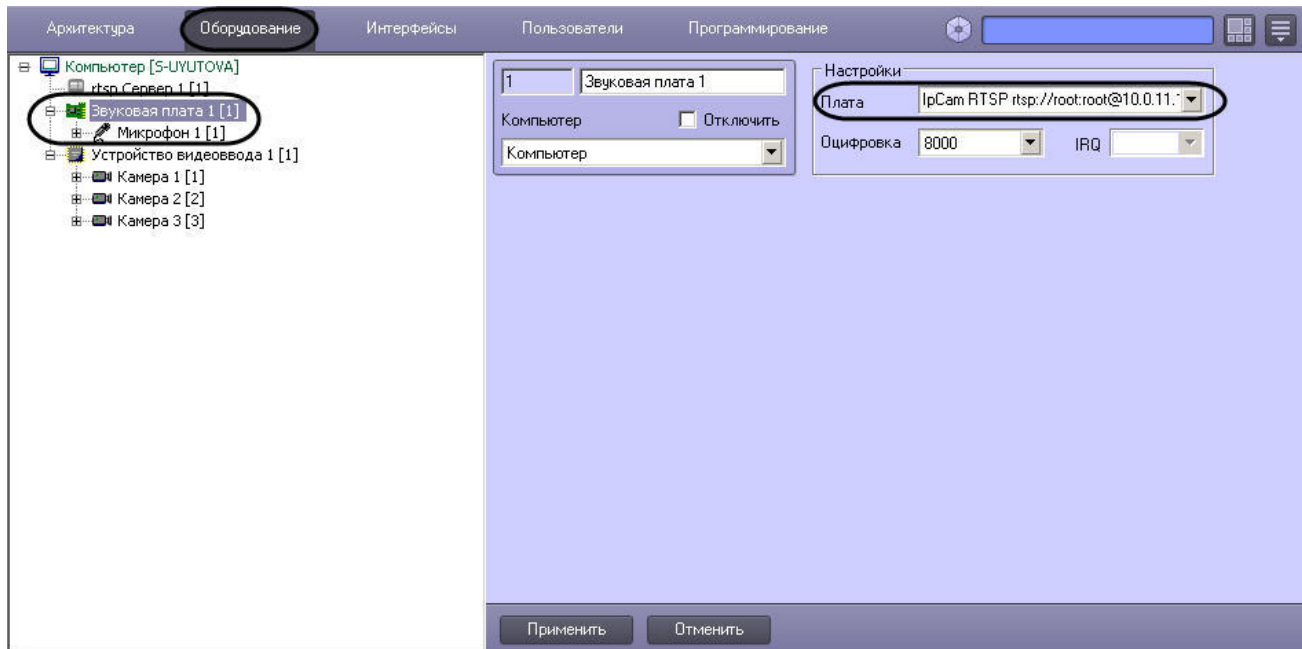 Архитектура Оборудование Интерфейсы Пользователи Программирование
Компьютер [S-UYUTOVA]
rtsp Сервер 1 [1]
Звуковая плата 1 [1]
Микрофон 1 [1]
Устройство видеоввода 1 [1]
Камера 1 [1]
Камера 2 [2]
Камера 3 [3]
1 Звуковая плата 1
Компьютер Отключить
Компьютер
Настройки
Плата IpCam RTSP rtsp://root:root@10.0.11.
Оцифровка 8000 IRQ
Применить Отменить